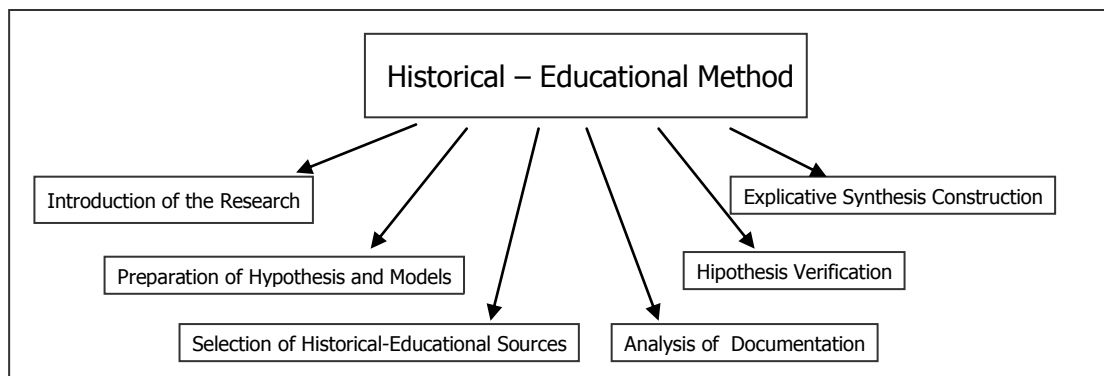 Historical – Educational Method
Introduction of the Research
Explicative Synthesis Construction
Preparation of Hypothesis and Models
Hipothesis Verification
Selection of Historical-Educational Sources
Analysis of Documentation